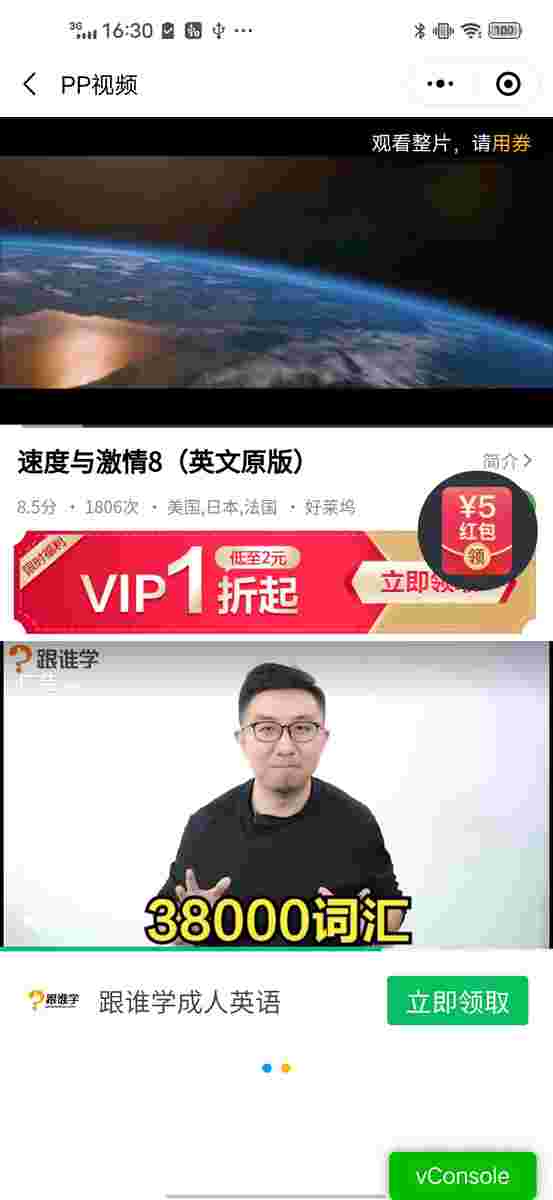 3G 16:30 100
PP视频
观看整片，请用券
速度与激情8（英文原版）
简介
8.5分 · 1806次 · 美国,日本,法国 · 好莱坞
¥5
红包
领
限时福利
VIP1折起
低至2元
立即领取
跟谁学
广告
38000词汇
跟谁学
跟谁学成人英语
立即领取
vConsole